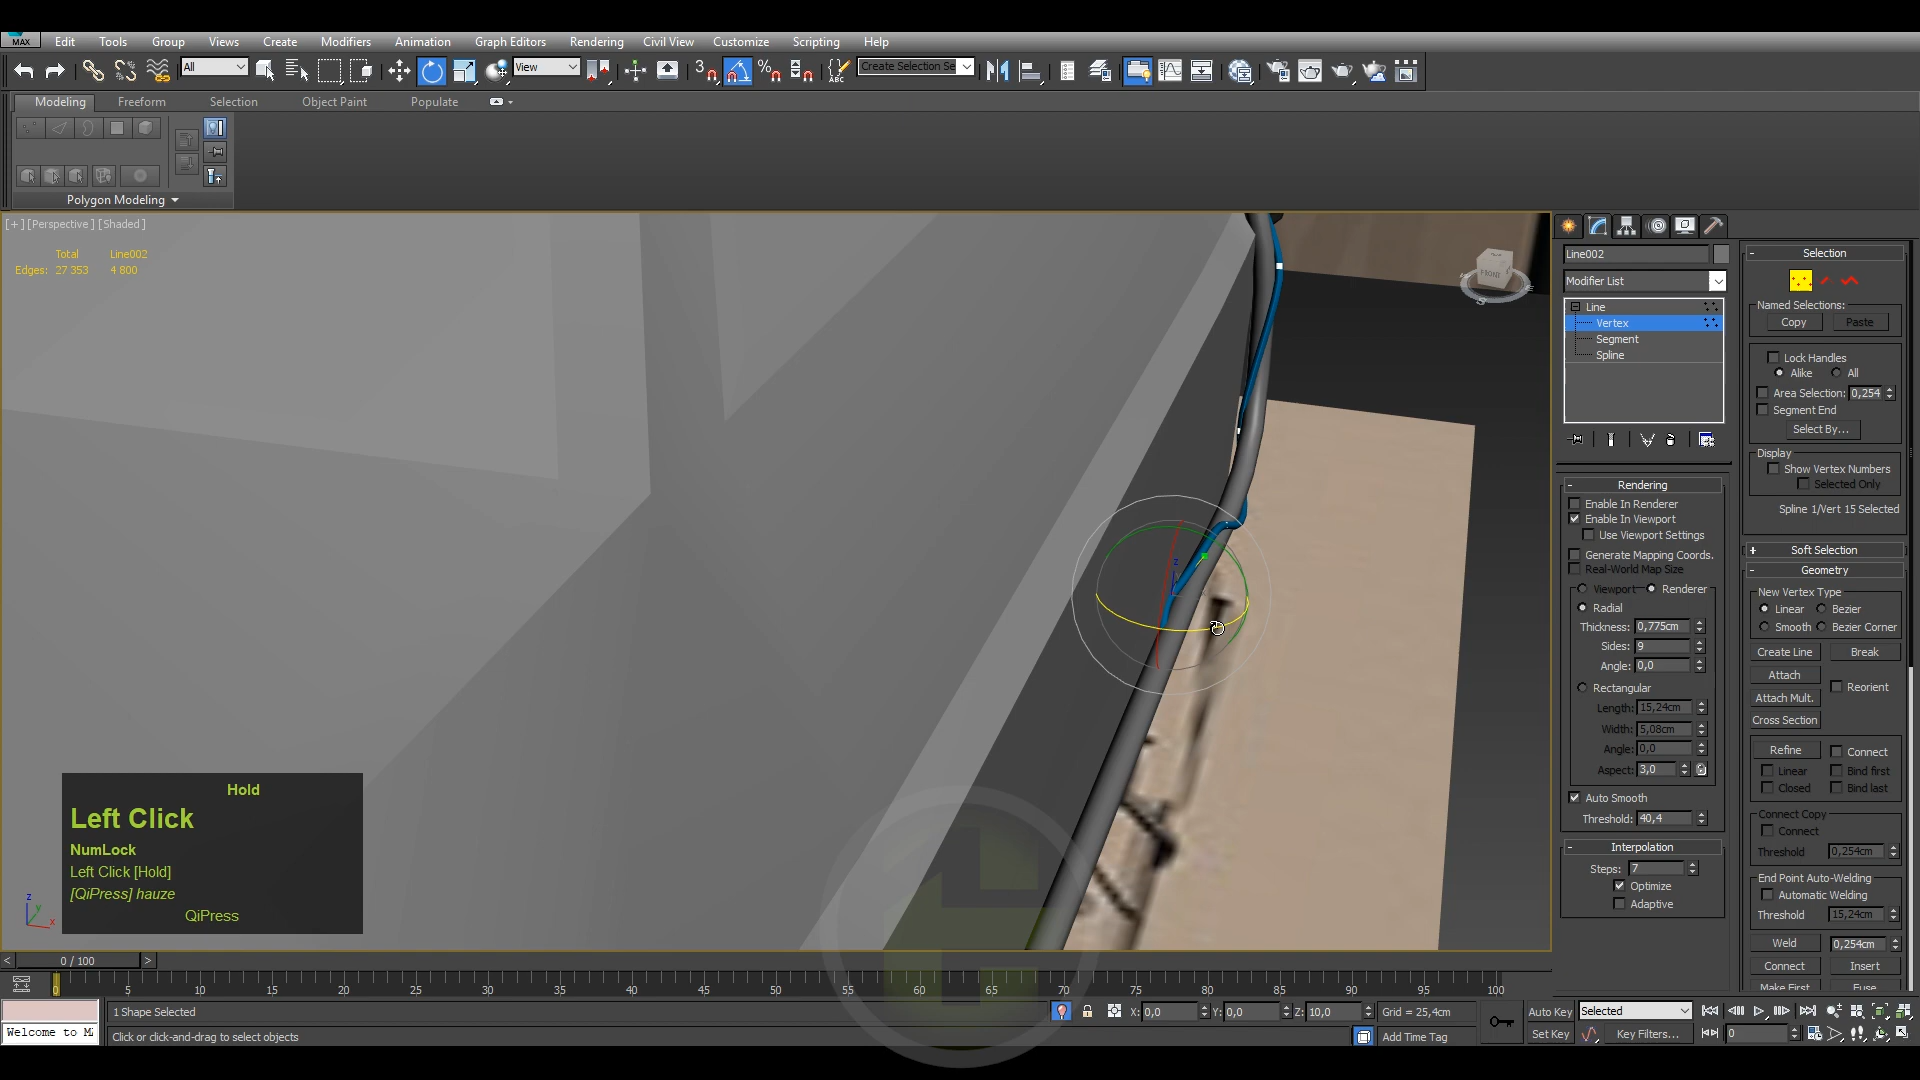 MAX Edit Tools Group Views Create Modifiers Animation Graph Editors Rendering Civil View Customize Scripting Help
All View 3 Create Selection Se
Modeling Freeform Selection Object Paint Populate
Polygon Modeling
[+] [Perspective] [Shaded]
Total Line002
Edges: 27 353 4 800
FRONT
Hold
Left Click
NumLock
Left Click [Hold]
[QiPress] hauze
QiPress
Line002
Modifier List
Line
Vertex
Segment
Spline
- Rendering
Enable In Renderer
Enable In Viewport
Use Viewport Settings
Generate Mapping Coords.
Real-World Map Size
Viewport Renderer
Radial
Thickness: 0,775cm
Sides: 9
Angle: 0,0
Rectangular
Length: 15,24cm
Width: 5,08cm
Angle: 0,0
Aspect: 3,0
Auto Smooth
Threshold: 40,4
- Interpolation
Steps: 7
Optimize
Adaptive
- Selection
Named Selections:
Copy Paste
Lock Handles
Alike All
Area Selection: 0,254
Segment End
Select By...
Display
Show Vertex Numbers
Selected Only
Spline 1/Vert 15 Selected
+ Soft Selection
- Geometry
New Vertex Type
Linear Bezier
Smooth Bezier Corner
Create Line Break
Attach
Attach Mult. Reorient
Cross Section
Refine Connect
Linear Bind first
Closed Bind last
Connect Copy
Connect
Threshold 0,254cm
End Point Auto-Welding
Automatic Welding
Threshold 15,24cm
Weld 0,254cm
Connect Insert
Make First Fuse
< 0 / 100 >
0 5 10 15 20 25 30 35 40 45 50 55 60 65 70 75 80 85 90 95 100
1 Shape Selected X: 0,0 Y: 0,0 Z: 10,0 Grid = 25,4cm Auto Key Selected
Welcome to M Click or click-and-drag to select objects Add Time Tag Set Key Key Filters... 0